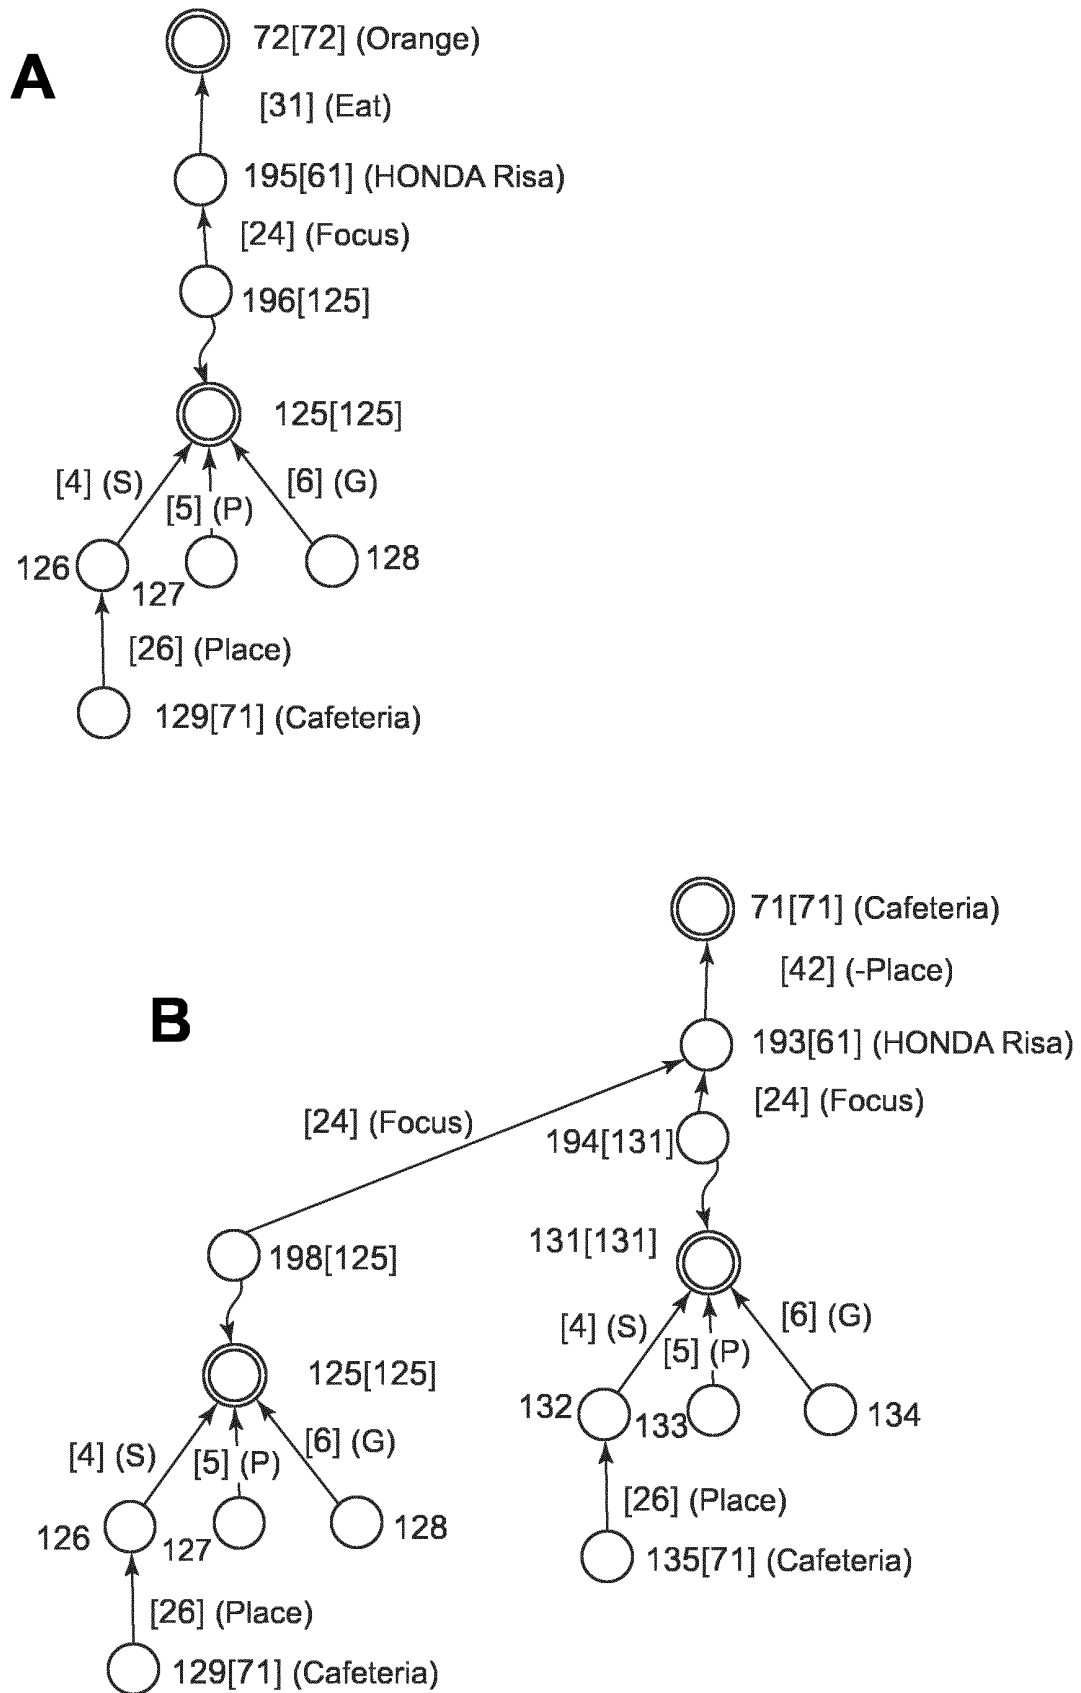 72[72] (Orange)
A
[31] (Eat)
195[61] (HONDA Risa)
[24] (Focus)
196[125]
125[125]
[4] (S)
[6] (G)
[5] (P)
126
128
127
[26] (Place)
129[71] (Cafeteria)
71[71] (Cafeteria)
[42] (-Place)
B
193[61] (HONDA Risa)
[24] (Focus)
[24] (Focus)
194[131]
131[131]
198[125]
[6] (G)
[4] (S)
[5] (P)
125[125]
132
133
134
[6] (G)
[4] (S)
[5] (P)
[26] (Place)
126
127
128
135[71] (Cafeteria)
[26] (Place)
129[71] (Cafeteria)